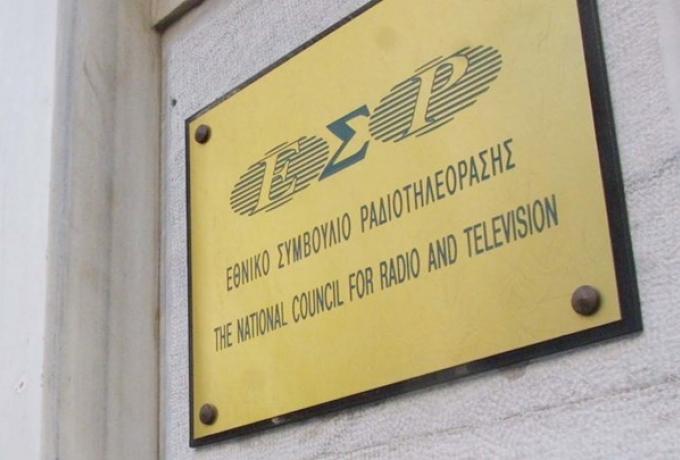 ΕΣΡ
ΕΘΝΙΚΟ ΣΥΜΒΟΥΛΙΟ ΡΑΔΙΟΤΗΛΕΟΡΑΣΗΣ
THE NATIONAL COUNCIL FOR RADIO AND TELEVISION